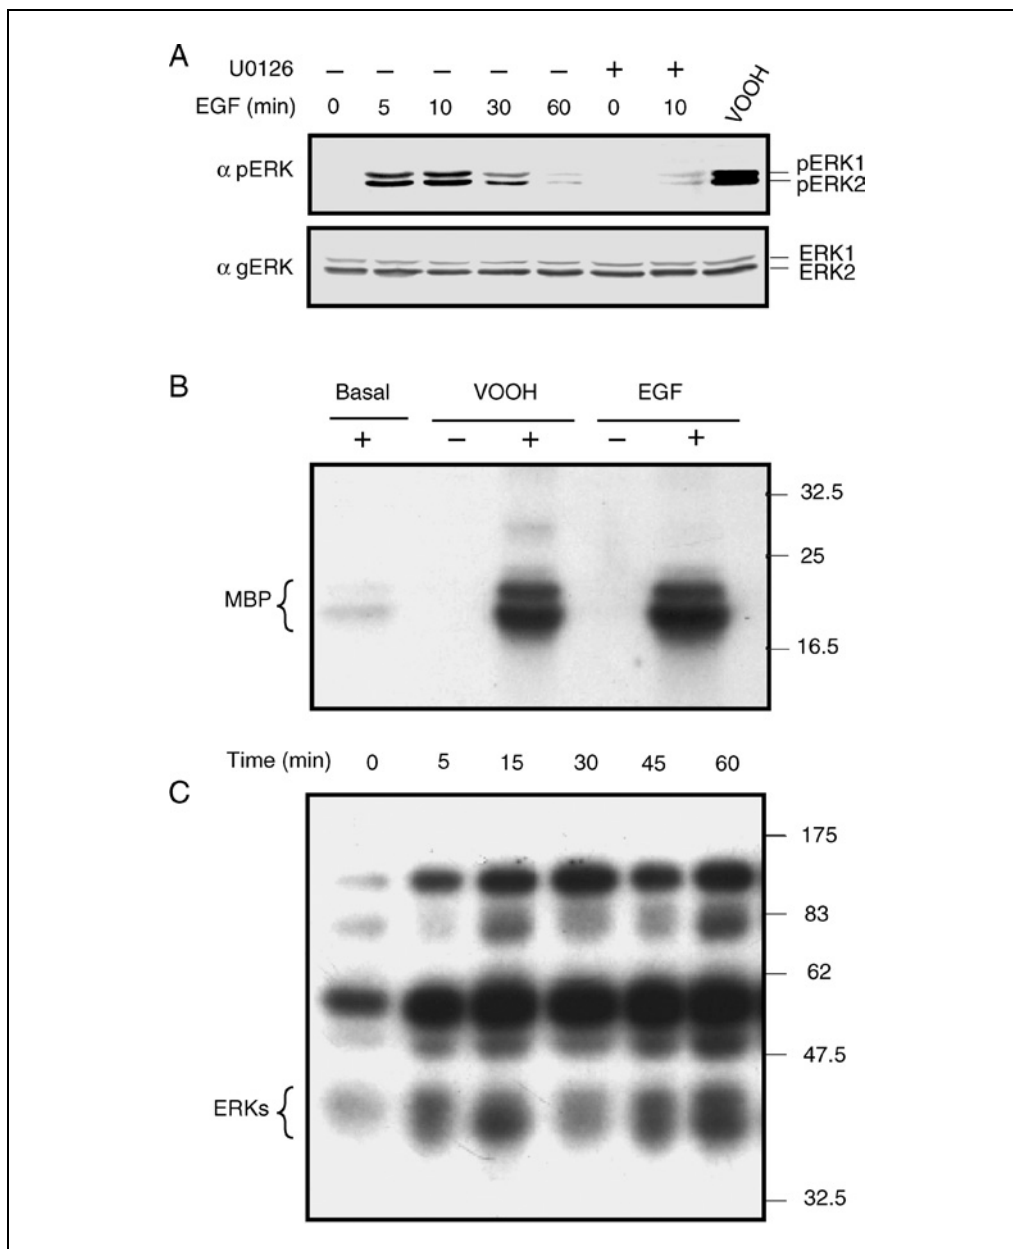 A
U0126 – – – – – + +
EGF (min) 0 5 10 30 60 0 10 VOOH
α pERK
pERK1
pERK2
α gERK
ERK1
ERK2
B
Basal VOOH EGF
+ – + – +
32.5
25
MBP
16.5
Time (min) 0 5 15 30 45 60
C
175
83
62
47.5
ERKs
32.5